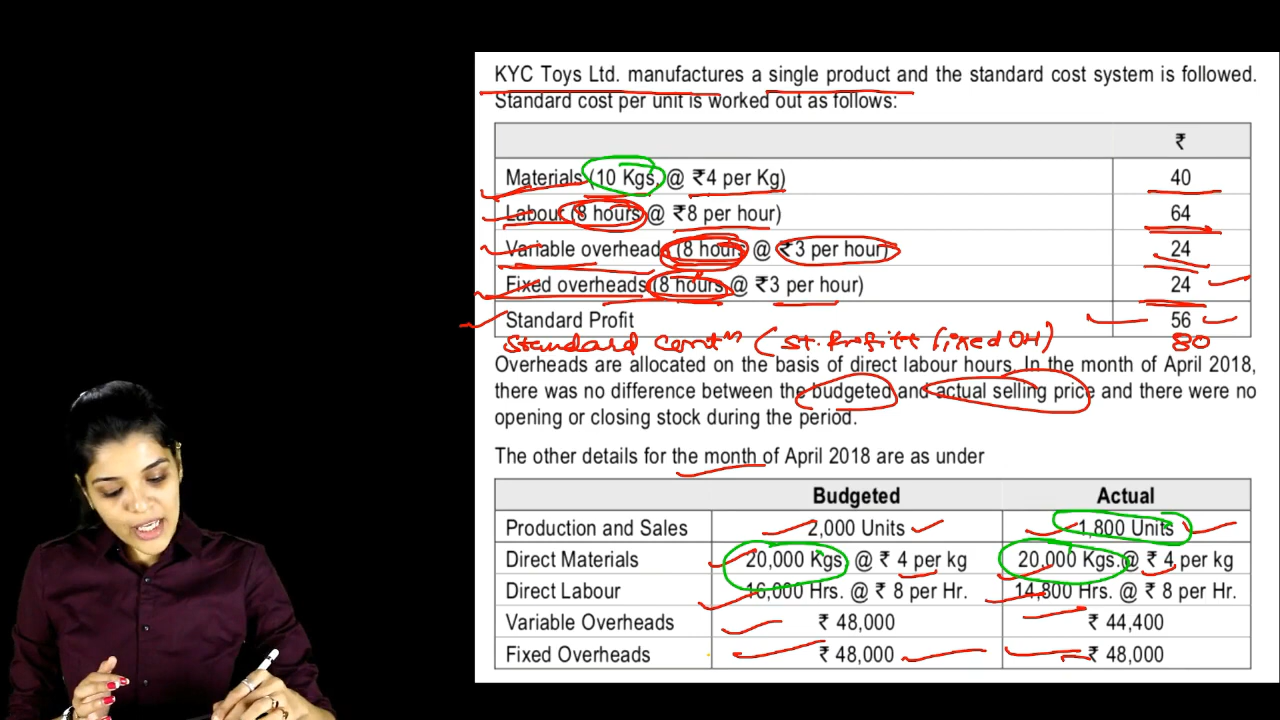 KYC Toys Ltd. manufactures a single product and the standard cost system is followed.
Standard cost per unit is worked out as follows:
₹
Materials (10 Kgs, @ ₹4 per Kg) 40
Labour (8 hours @ ₹8 per hour) 64
Variable overheads (8 hours @ ₹3 per hour) 24
Fixed overheads (8 hours @ ₹3 per hour) 24
Standard Profit 56
Standard Contⁿ (St. Profit + Fixed OH) 80
Overheads are allocated on the basis of direct labour hours. In the month of April 2018,
there was no difference between the budgeted and actual selling price and there were no
opening or closing stock during the period.
The other details for the month of April 2018 are as under
Budgeted Actual
Production and Sales 2,000 Units 1,800 Units
Direct Materials 20,000 Kgs @ ₹ 4 per kg 20,000 Kgs. @ ₹ 4 per kg
Direct Labour 16,000 Hrs. @ ₹ 8 per Hr. 14,800 Hrs. @ ₹ 8 per Hr.
Variable Overheads ₹ 48,000 ₹ 44,400
Fixed Overheads ₹ 48,000 ₹ 48,000